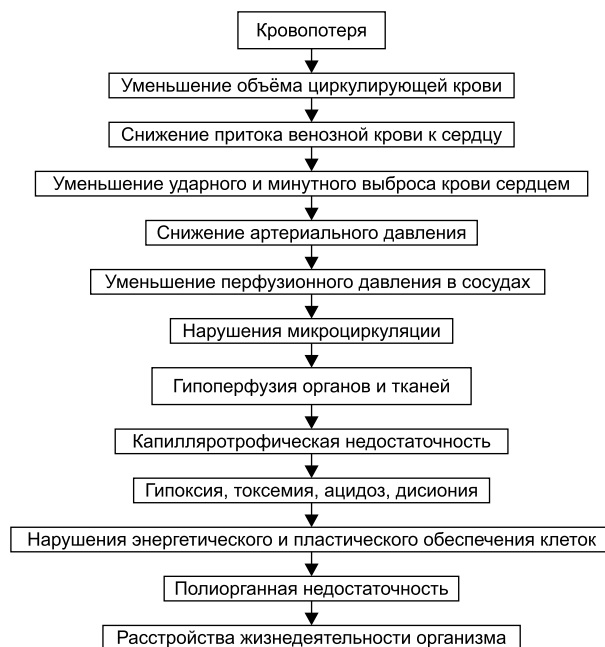 Кровопотеря
Уменьшение объёма циркулирующей крови
Снижение притока венозной крови к сердцу
Уменьшение ударного и минутного выброса крови сердцем
Снижение артериального давления
Уменьшение перфузионного давления в сосудах
Нарушения микроциркуляции
Гипоперфузия органов и тканей
Капилляротрофическая недостаточность
Гипоксия, токсемия, ацидоз, дисиония
Нарушения энергетического и пластического обеспечения клеток
Полиорганная недостаточность
Расстройства жизнедеятельности организма